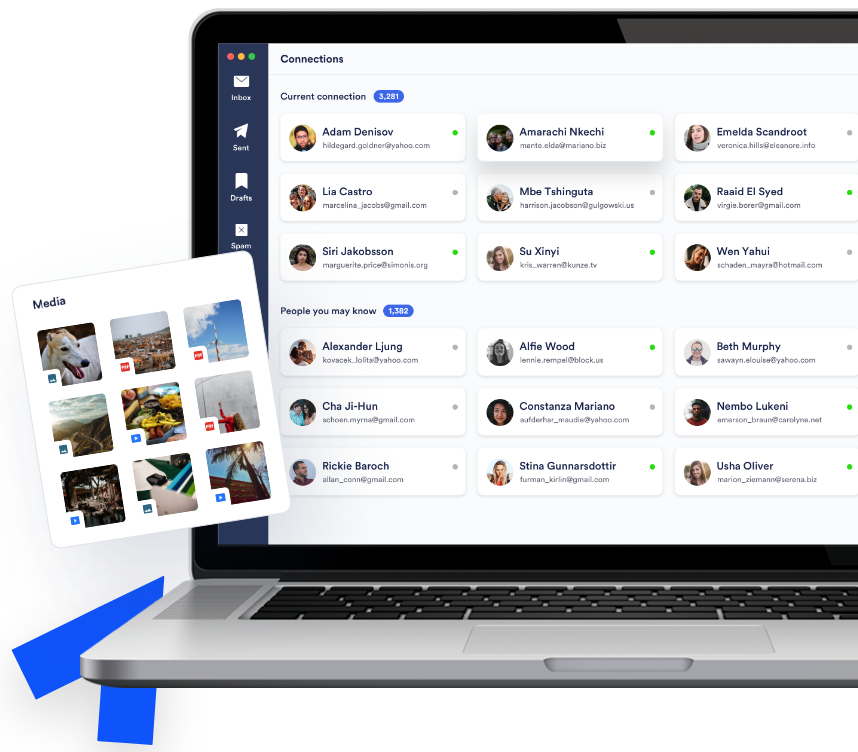 Connections
Inbox
Current connection 3,281
Adam Denisov
hildegard.goldner@yahoo.com
Amarachi Nkechi
mante.elda@mariano.biz
Emelda Scandroot
veronica.hills@eleanore.info
Sent
Lia Castro
marcelina_jacobs@gmail.com
Mbe Tshinguta
harrison.jacobson@gulgowski.us
Raaid El Syed
virgie.borer@gmail.com
Drafts
Siri Jakobsson
marguerite.price@simonis.org
Su Xinyi
kris_warren@kunze.tv
Wen Yahui
schaden_mayra@hotmail.com
Spam
Media
PDF
PDF
PDF
People you may know 1,382
Alexander Ljung
kovacek_lolita@yahoo.com
Alfie Wood
lennie.rempel@block.us
Beth Murphy
sawayn.elouise@yahoo.com
Cha Ji-Hun
schoen.myrna@gmail.com
Constanza Mariano
aufderhar_maudie@yahoo.com
Nembo Lukeni
emerson_braun@carolyne.net
Rickie Baroch
allan_conn@gmail.com
Stina Gunnarsdottir
furman_kirlin@gmail.com
Usha Oliver
marion_ziemann@serena.biz